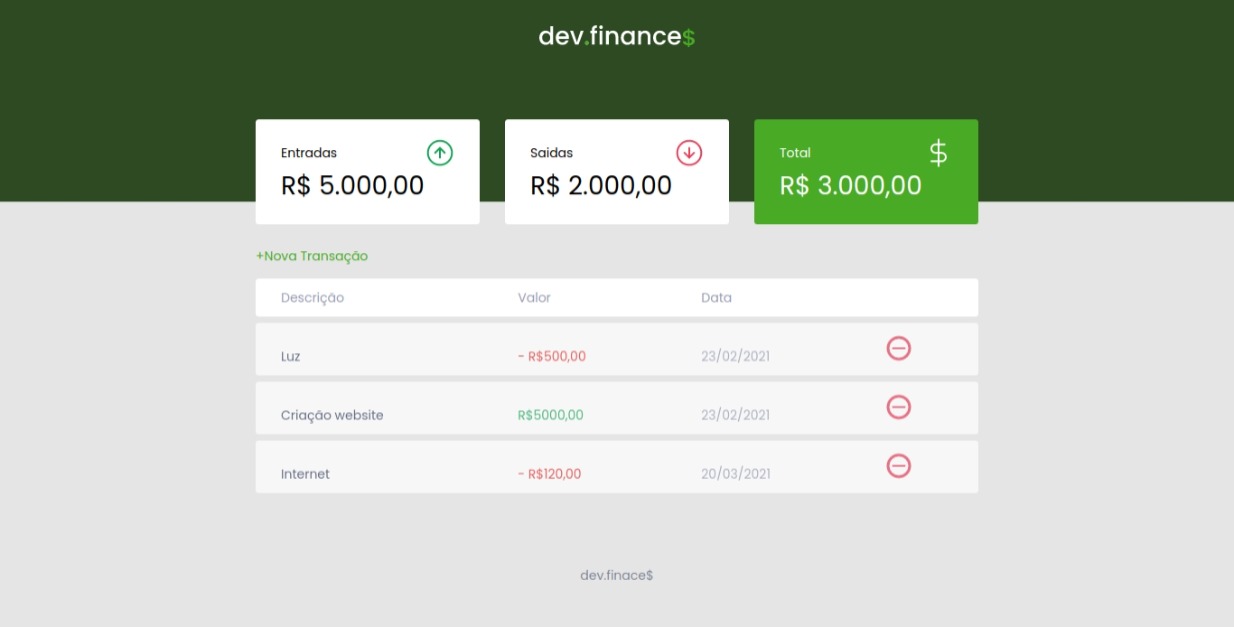 dev.finance$
Entradas
R$ 5.000,00
Saidas
R$ 2.000,00
Total
$
R$ 3.000,00
+Nova Transação
Descrição Valor Data
Luz - R$500,00 23/02/2021
Criação website R$5000,00 23/02/2021
Internet - R$120,00 20/03/2021
dev.finace$